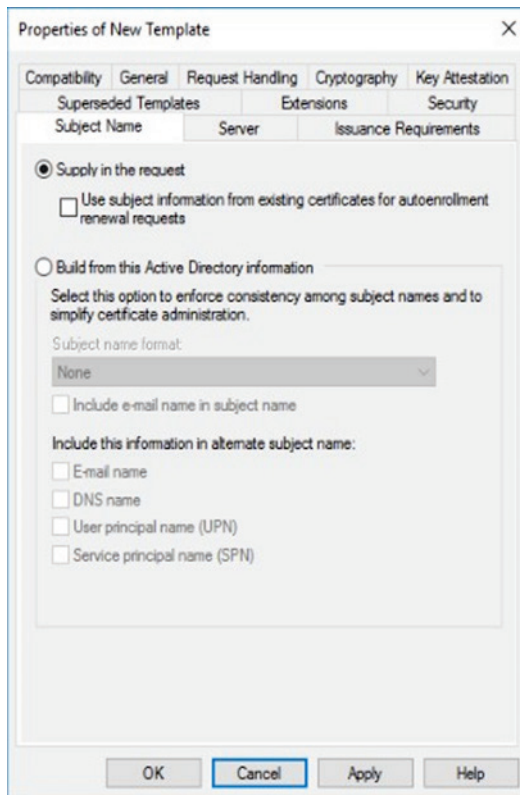 Properties of New Template
Compatibility General Request Handling Cryptography Key Attestation
Superseded Templates Extensions Security
Subject Name Server Issuance Requirements
Supply in the request
Use subject information from existing certificates for autoenrollment
renewal requests
Build from this Active Directory information
Select this option to enforce consistency among subject names and to
simplify certificate administration.
Subject name format:
None
Include e-mail name in subject name
Include this information in alternate subject name:
E-mail name
DNS name
User principal name (UPN)
Service principal name (SPN)
OK Cancel Apply Help